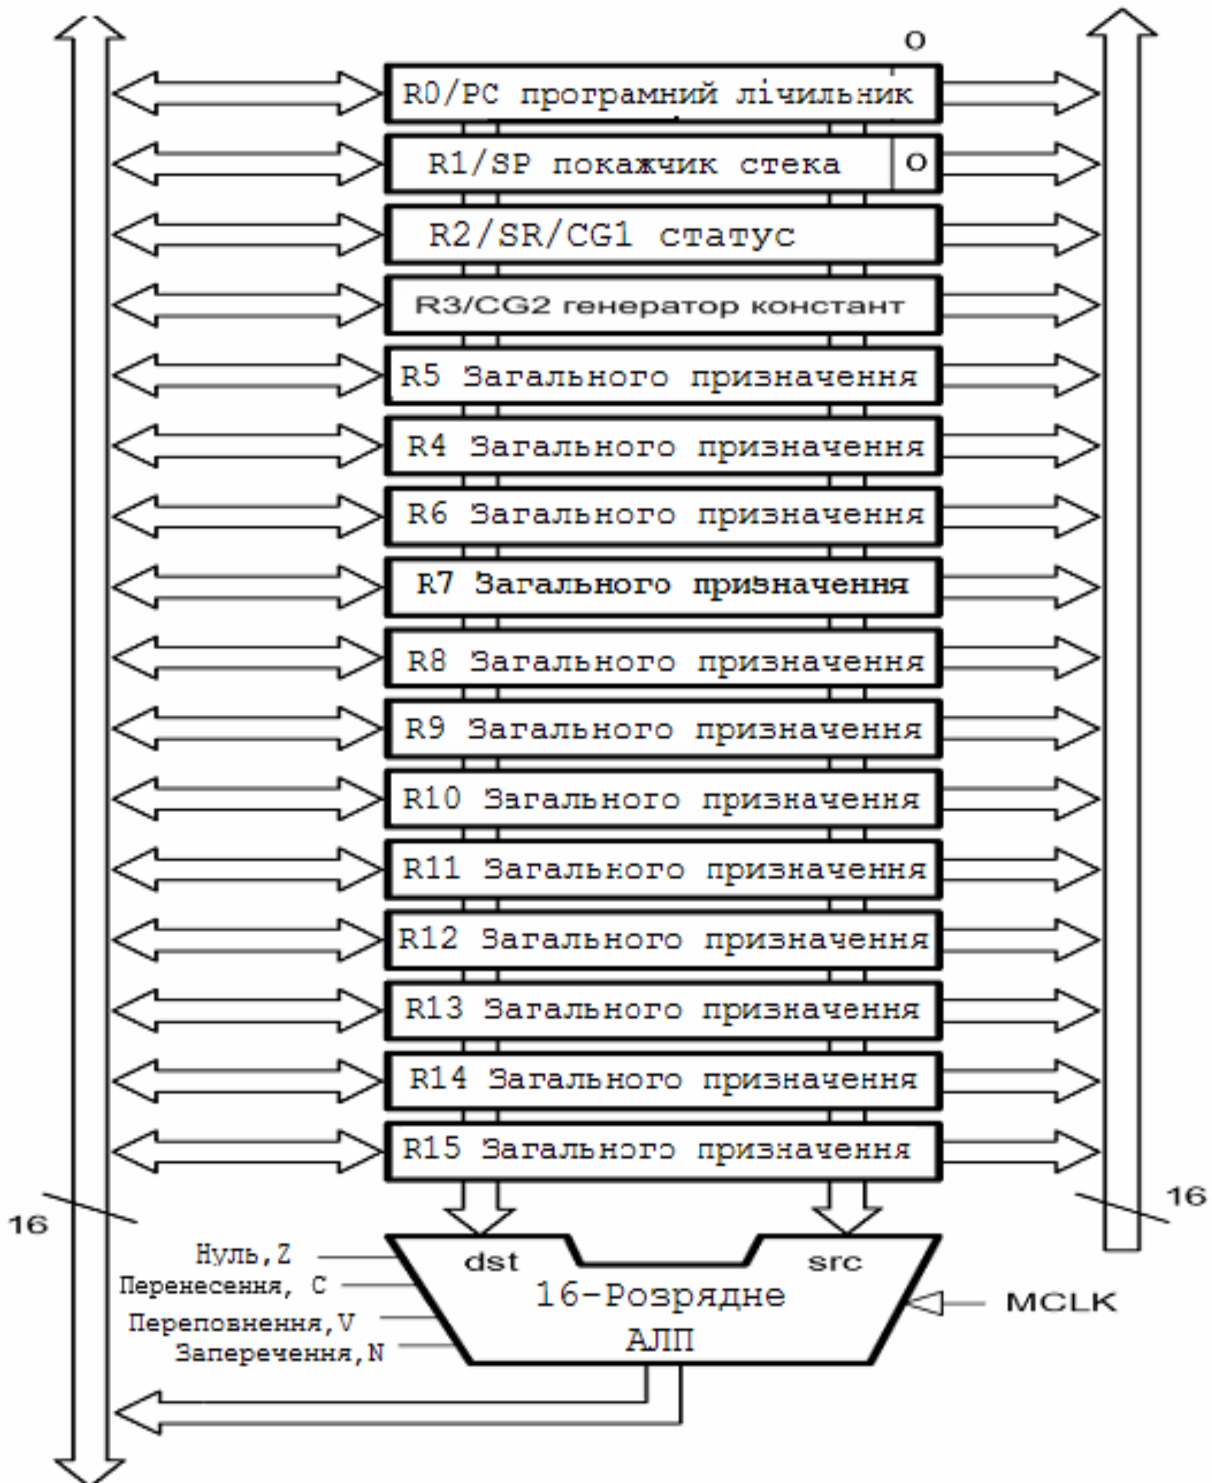 0
R0/PC програмний лічильник
R1/SP покажчик стека 0
R2/SR/CG1 статус
R3/CG2 генератор констант
R5 Загального призначення
R4 Загального призначення
R6 Загального призначення
R7 Загального призначення
R8 Загального призначення
R9 Загального призначення
R10 Загального призначення
R11 Загального призначення
R12 Загального призначення
R13 Загального призначення
R14 Загального призначення
R15 Загального призначення
16
16
Нуль,Z
Перенесення, C
Переповнення,V
Заперечення,N
dst
src
16-Розрядне
АЛП
MCLK